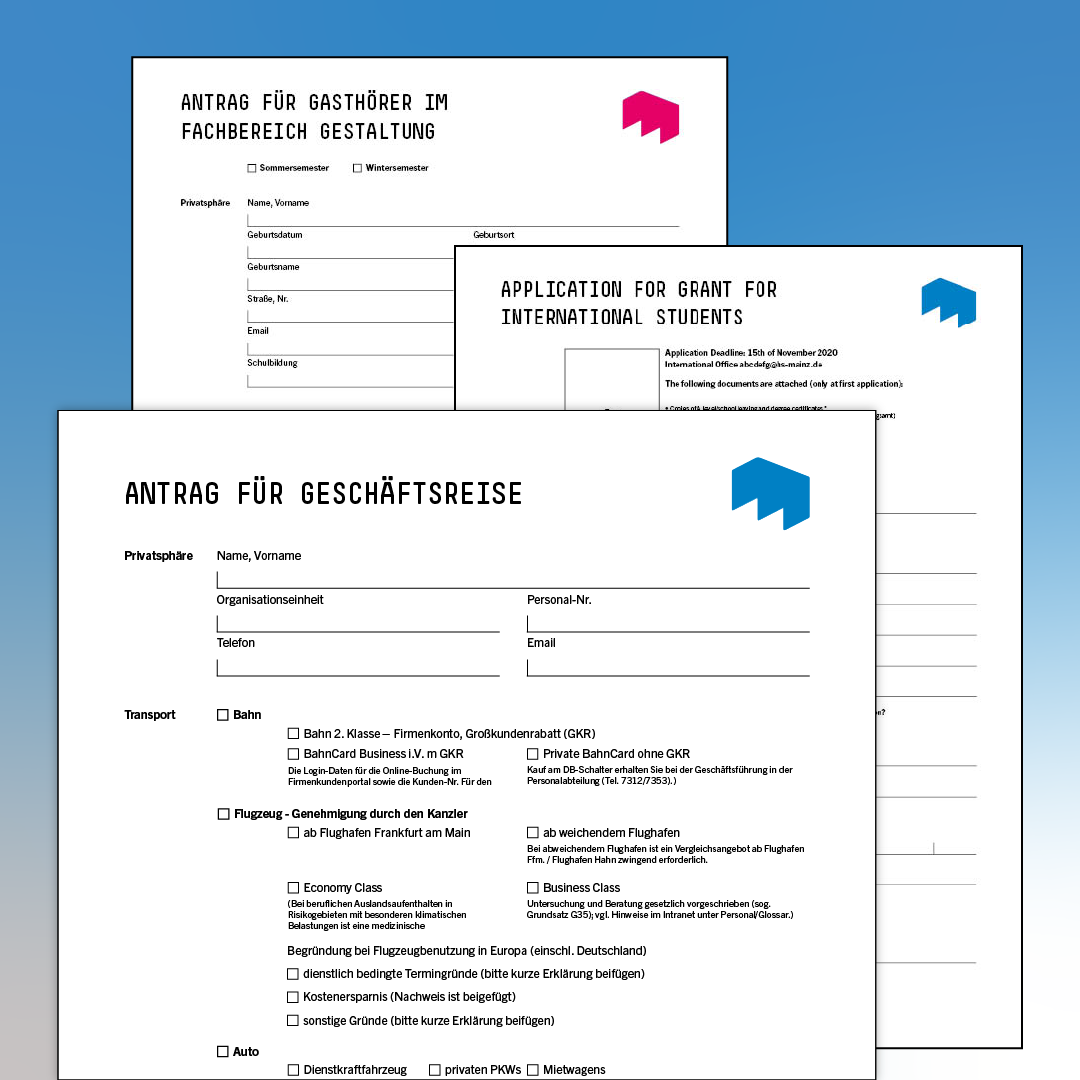 ANTRAG FÜR GASTHÖRER IM
FACHBEREICH GESTALTUNG
Sommersemester Wintersemester
Privatsphäre Name, Vorname
Geburtsdatum Geburtsort
Geburtsname
Straße, Nr.
Email
Schulbildung
APPLICATION FOR GRANT FOR
INTERNATIONAL STUDENTS
Application Deadline: 15th of November 2020
International Office abcdefg@hs-mainz.de
The following documents are attached (only at first application):
• Copies of A level/school leaving and degree certificates *
ANTRAG FÜR GESCHÄFTSREISE
Privatsphäre Name, Vorname
Organisationseinheit Personal-Nr.
Telefon Email
Transport Bahn
Bahn 2. Klasse – Firmenkonto, Großkundenrabatt (GKR)
BahnCard Business i.V. m GKR Private BahnCard ohne GKR
Die Login-Daten für die Online-Buchung im
Firmenkundenportal sowie die Kunden-Nr. Für den
Kauf am DB-Schalter erhalten Sie bei der Geschäftsführung in der
Personalabteilung (Tel. 7312/7353).)
Flugzeug - Genehmigung durch den Kanzler
ab Flughafen Frankfurt am Main ab weichendem Flughafen
Bei abweichendem Flughafen ist ein Vergleichsangebot ab Flughafen
Ffm. / Flughafen Hahn zwingend erforderlich.
Economy Class Business Class
(Bei beruflichen Auslandsaufenthalten in
Risikogebieten mit besonderen klimatischen
Belastungen ist eine medizinische
Untersuchung und Beratung gesetzlich vorgeschrieben (sog.
Grundsatz G35); vgl. Hinweise im Intranet unter Personal/Glossar.)
Begründung bei Flugzeugbenutzung in Europa (einschl. Deutschland)
dienstlich bedingte Termingründe (bitte kurze Erklärung beifügen)
Kostenersparnis (Nachweis ist beigefügt)
sonstige Gründe (bitte kurze Erklärung beifügen)
Auto
Dienstkraftfahrzeug privaten PKWs Mietwagens